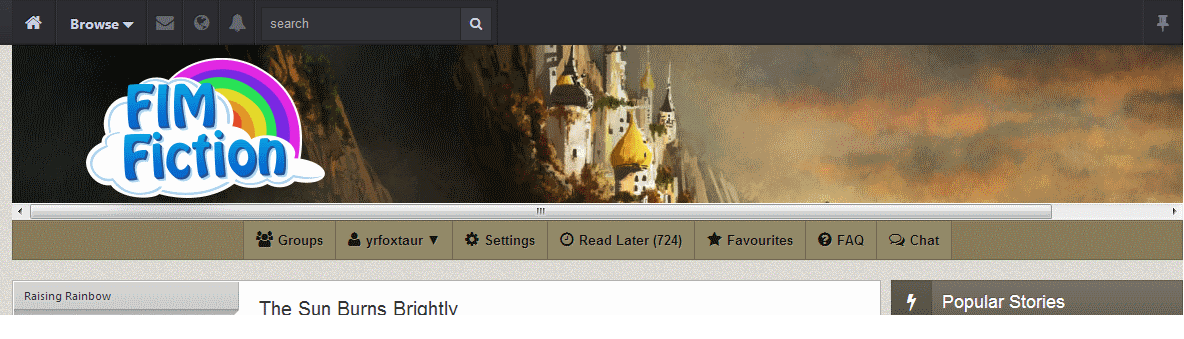 Browse
search
FIM
Fiction
Groups yrfoxtaur ▼ Settings Read Later (724) Favourites FAQ Chat
Raising Rainbow
The Sun Burns Brightly
Popular Stories